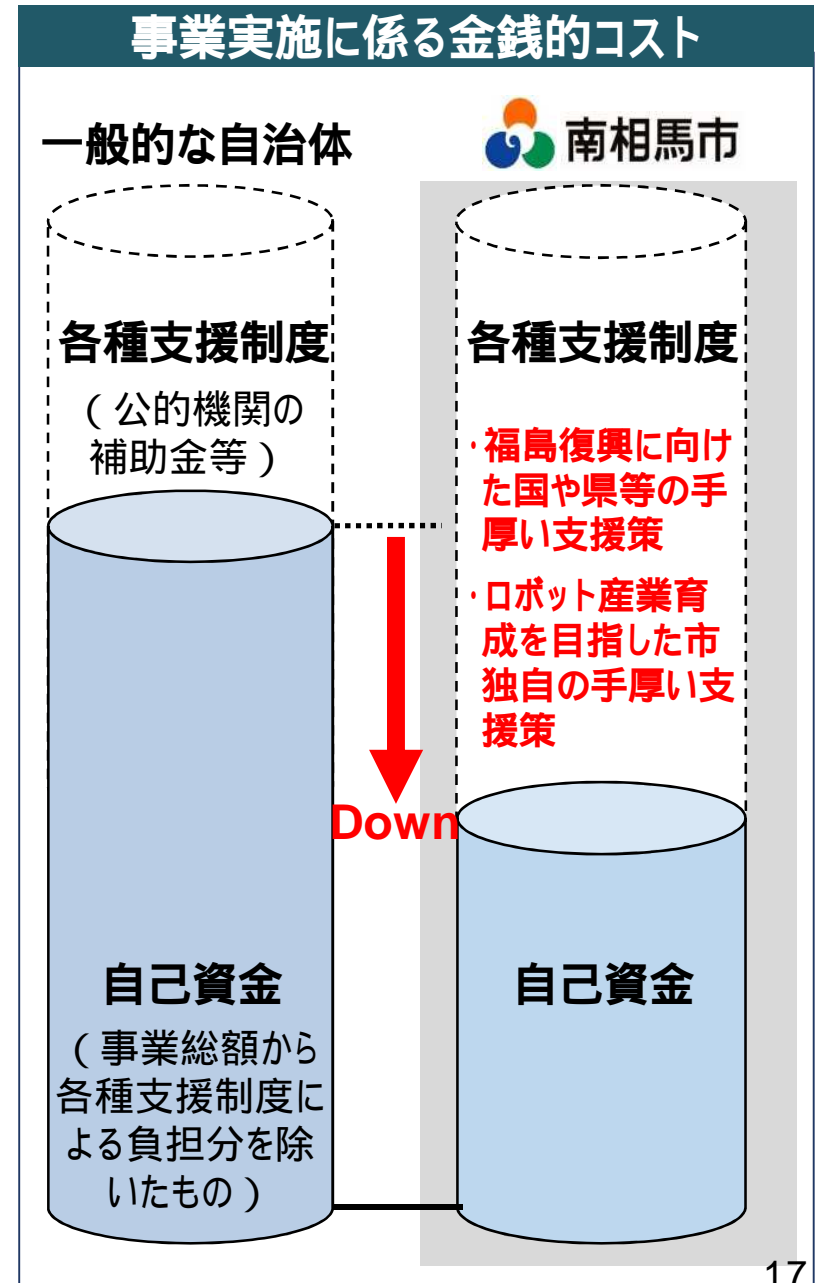 事業実施に係る金銭的コスト
一般的な自治体
各種支援制度
(公的機関の
補助金等)
自己資金
(事業総額から
各種支援制度に
よる負担分を除
いたもの)
Down
南相馬市
各種支援制度
・福島復興に向け
た国や県等の手
厚い支援策
・ロボット産業育
成を目指した市
独自の手厚い支
援策
自己資金
17